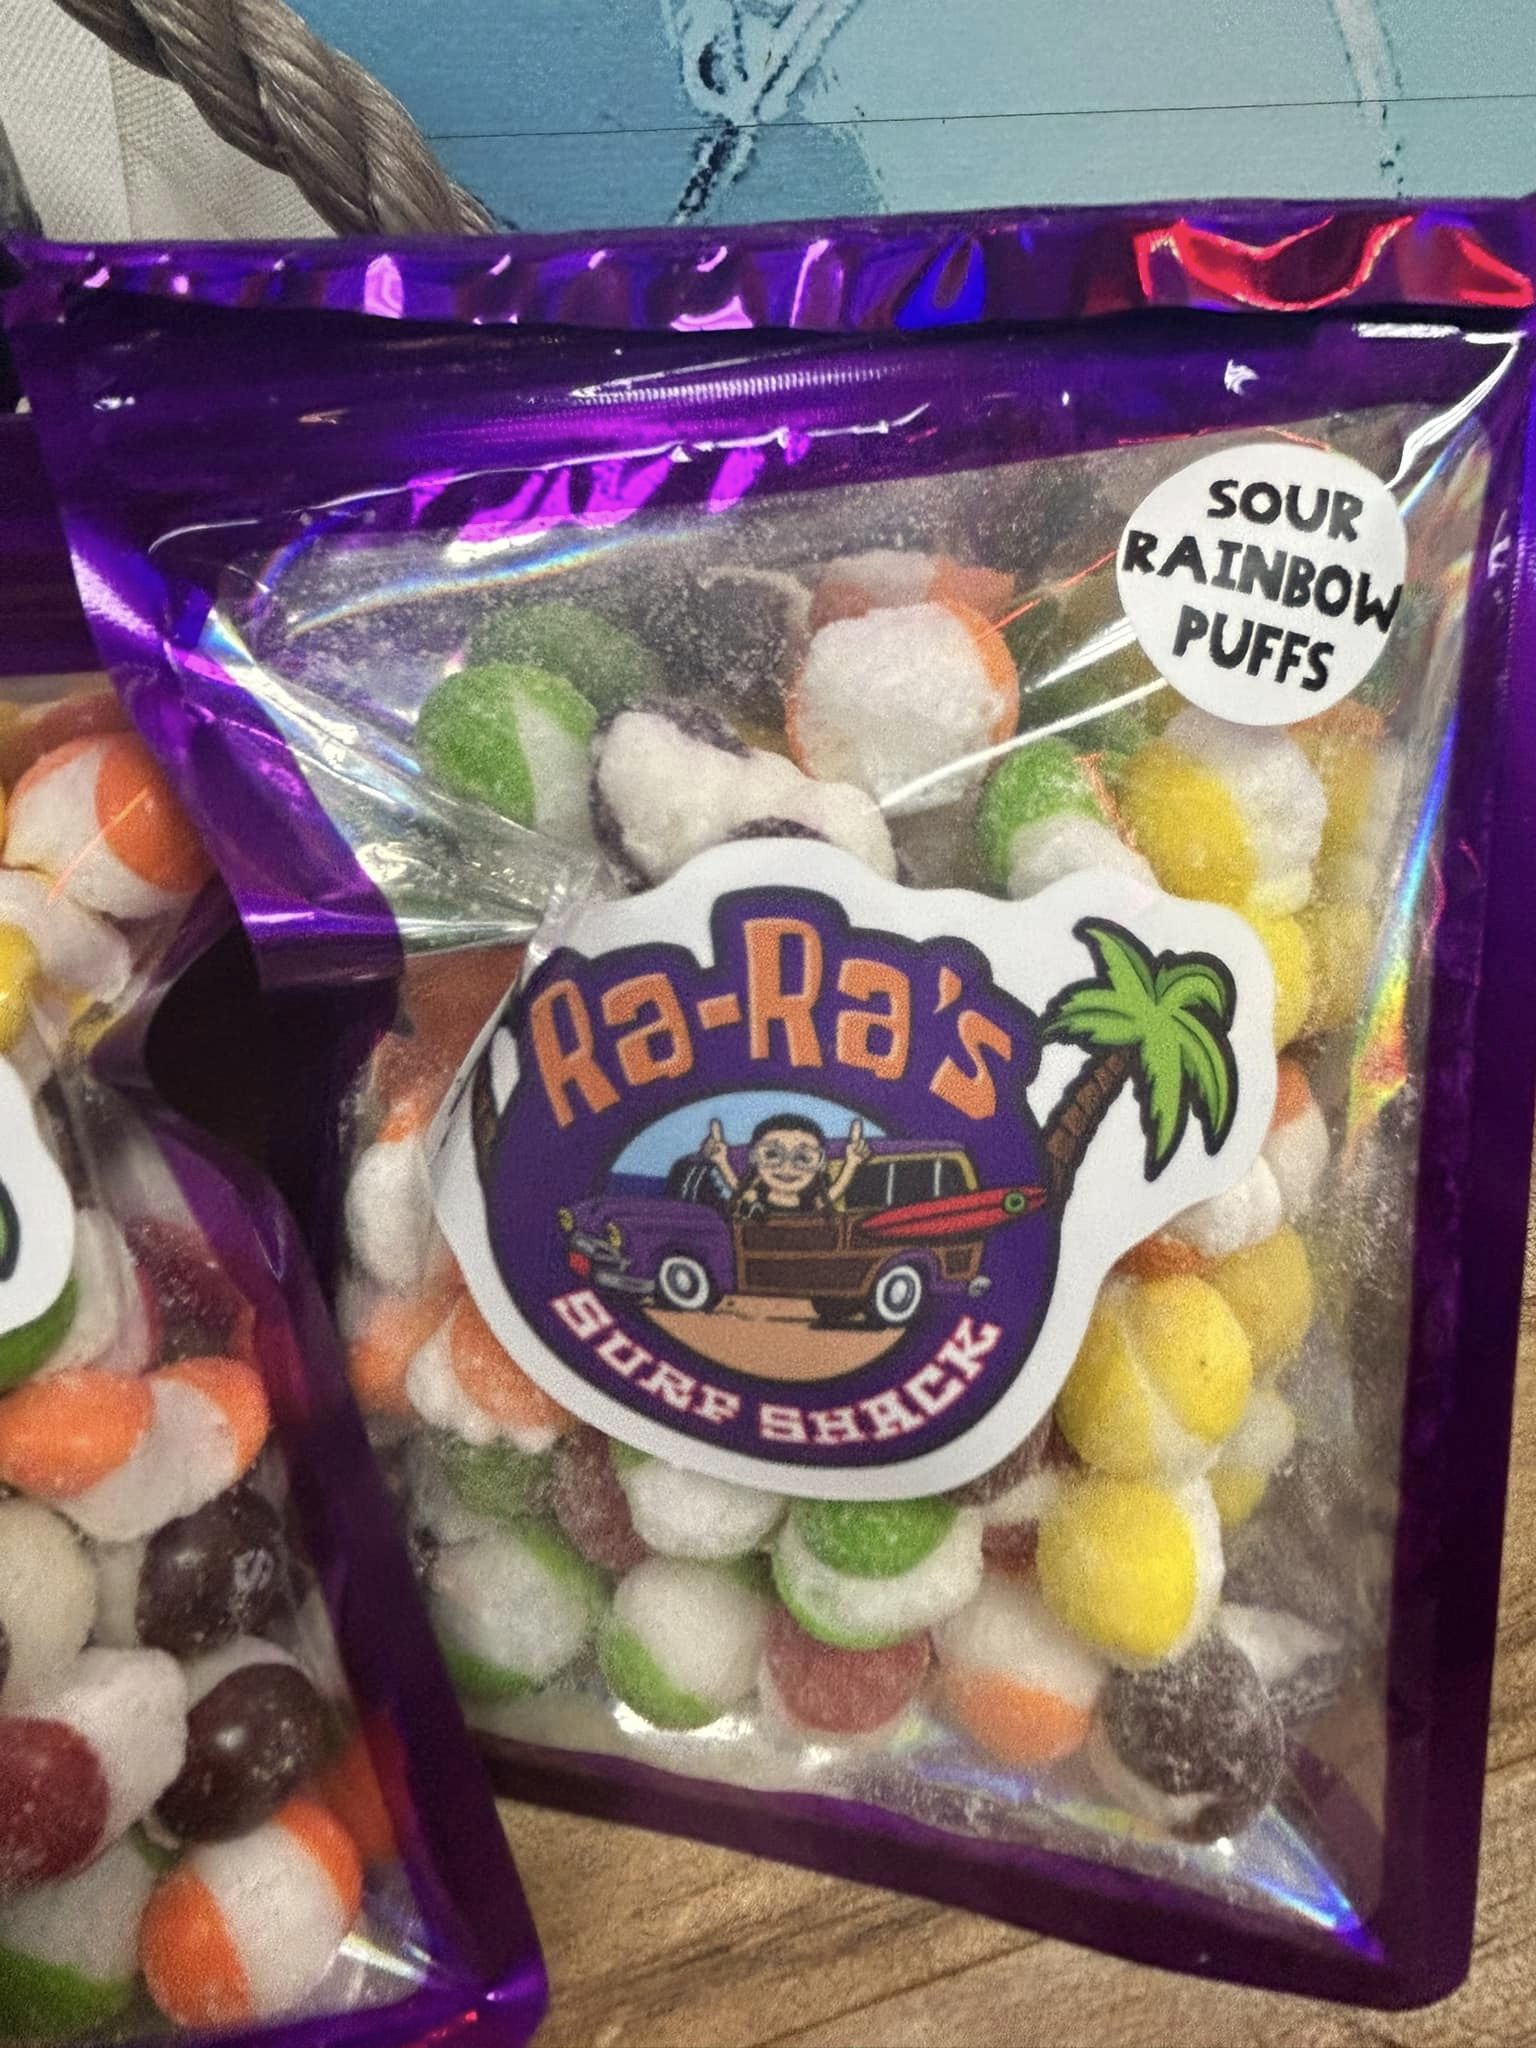 SOUR
RAINBOW
PUFFS
Ra-Ra's
SURF SHACK
S